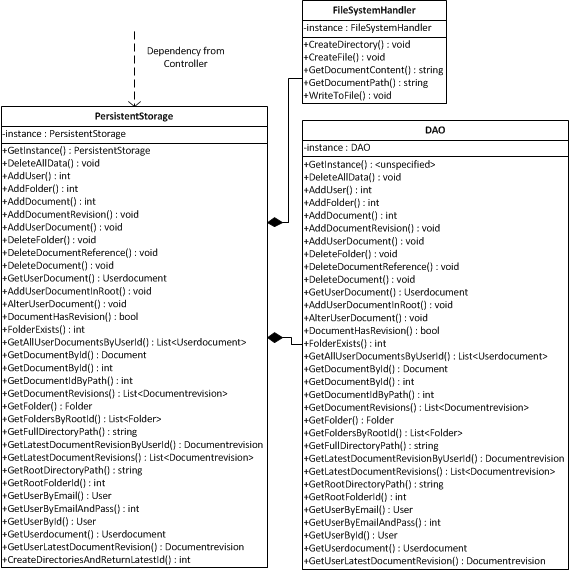 FileSystemHandler
-instance : FileSystemHandler
+CreateDirectory() : void
+CreateFile() : void
+GetDocumentContent() : string
+GetDocumentPath() : string
+WriteToFile() : void
Dependency from
Controller
PersistentStorage
-instance : PersistentStorage
+GetInstance() : PersistentStorage
+DeleteAllData() : void
+AddUser() : int
+AddFolder() : int
+AddDocument() : int
+AddDocumentRevision() : void
+AddUserDocument() : void
+DeleteFolder() : void
+DeleteDocumentReference() : void
+DeleteDocument() : void
+GetUserDocument() : Userdocument
+AddUserDocumentInRoot() : void
+AlterUserDocument() : void
+DocumentHasRevision() : bool
+FolderExists() : int
+GetAllUserDocumentsByUserId() : List<Userdocument>
+GetDocumentById() : Document
+GetDocumentById() : int
+GetDocumentIdByPath() : int
+GetDocumentRevisions() : List<Documentrevision>
+GetFolder() : Folder
+GetFoldersByRootId() : List<Folder>
+GetFullDirectoryPath() : string
+GetLatestDocumentRevisionByUserId() : Documentrevision
+GetLatestDocumentRevisions() : List<Documentrevision>
+GetRootDirectoryPath() : string
+GetRootFolderId() : int
+GetUserByEmail() : User
+GetUserByEmailAndPass() : int
+GetUserById() : User
+GetUserdocument() : Userdocument
+GetUserLatestDocumentRevision() : Documentrevision
+CreateDirectoriesAndReturnLatestId() : int
DAO
-instance : DAO
+GetInstance() : <unspecified>
+DeleteAllData() : void
+AddUser() : int
+AddFolder() : int
+AddDocument() : int
+AddDocumentRevision() : void
+AddUserDocument() : void
+DeleteFolder() : void
+DeleteDocumentReference() : void
+DeleteDocument() : void
+GetUserDocument() : Userdocument
+AddUserDocumentInRoot() : void
+AlterUserDocument() : void
+DocumentHasRevision() : bool
+FolderExists() : int
+GetAllUserDocumentsByUserId() : List<Userdocument>
+GetDocumentById() : Document
+GetDocumentById() : int
+GetDocumentIdByPath() : int
+GetDocumentRevisions() : List<Documentrevision>
+GetFolder() : Folder
+GetFoldersByRootId() : List<Folder>
+GetFullDirectoryPath() : string
+GetLatestDocumentRevisionByUserId() : Documentrevision
+GetLatestDocumentRevisions() : List<Documentrevision>
+GetRootDirectoryPath() : string
+GetRootFolderId() : int
+GetUserByEmail() : User
+GetUserByEmailAndPass() : int
+GetUserById() : User
+GetUserdocument() : Userdocument
+GetUserLatestDocumentRevision() : Documentrevision